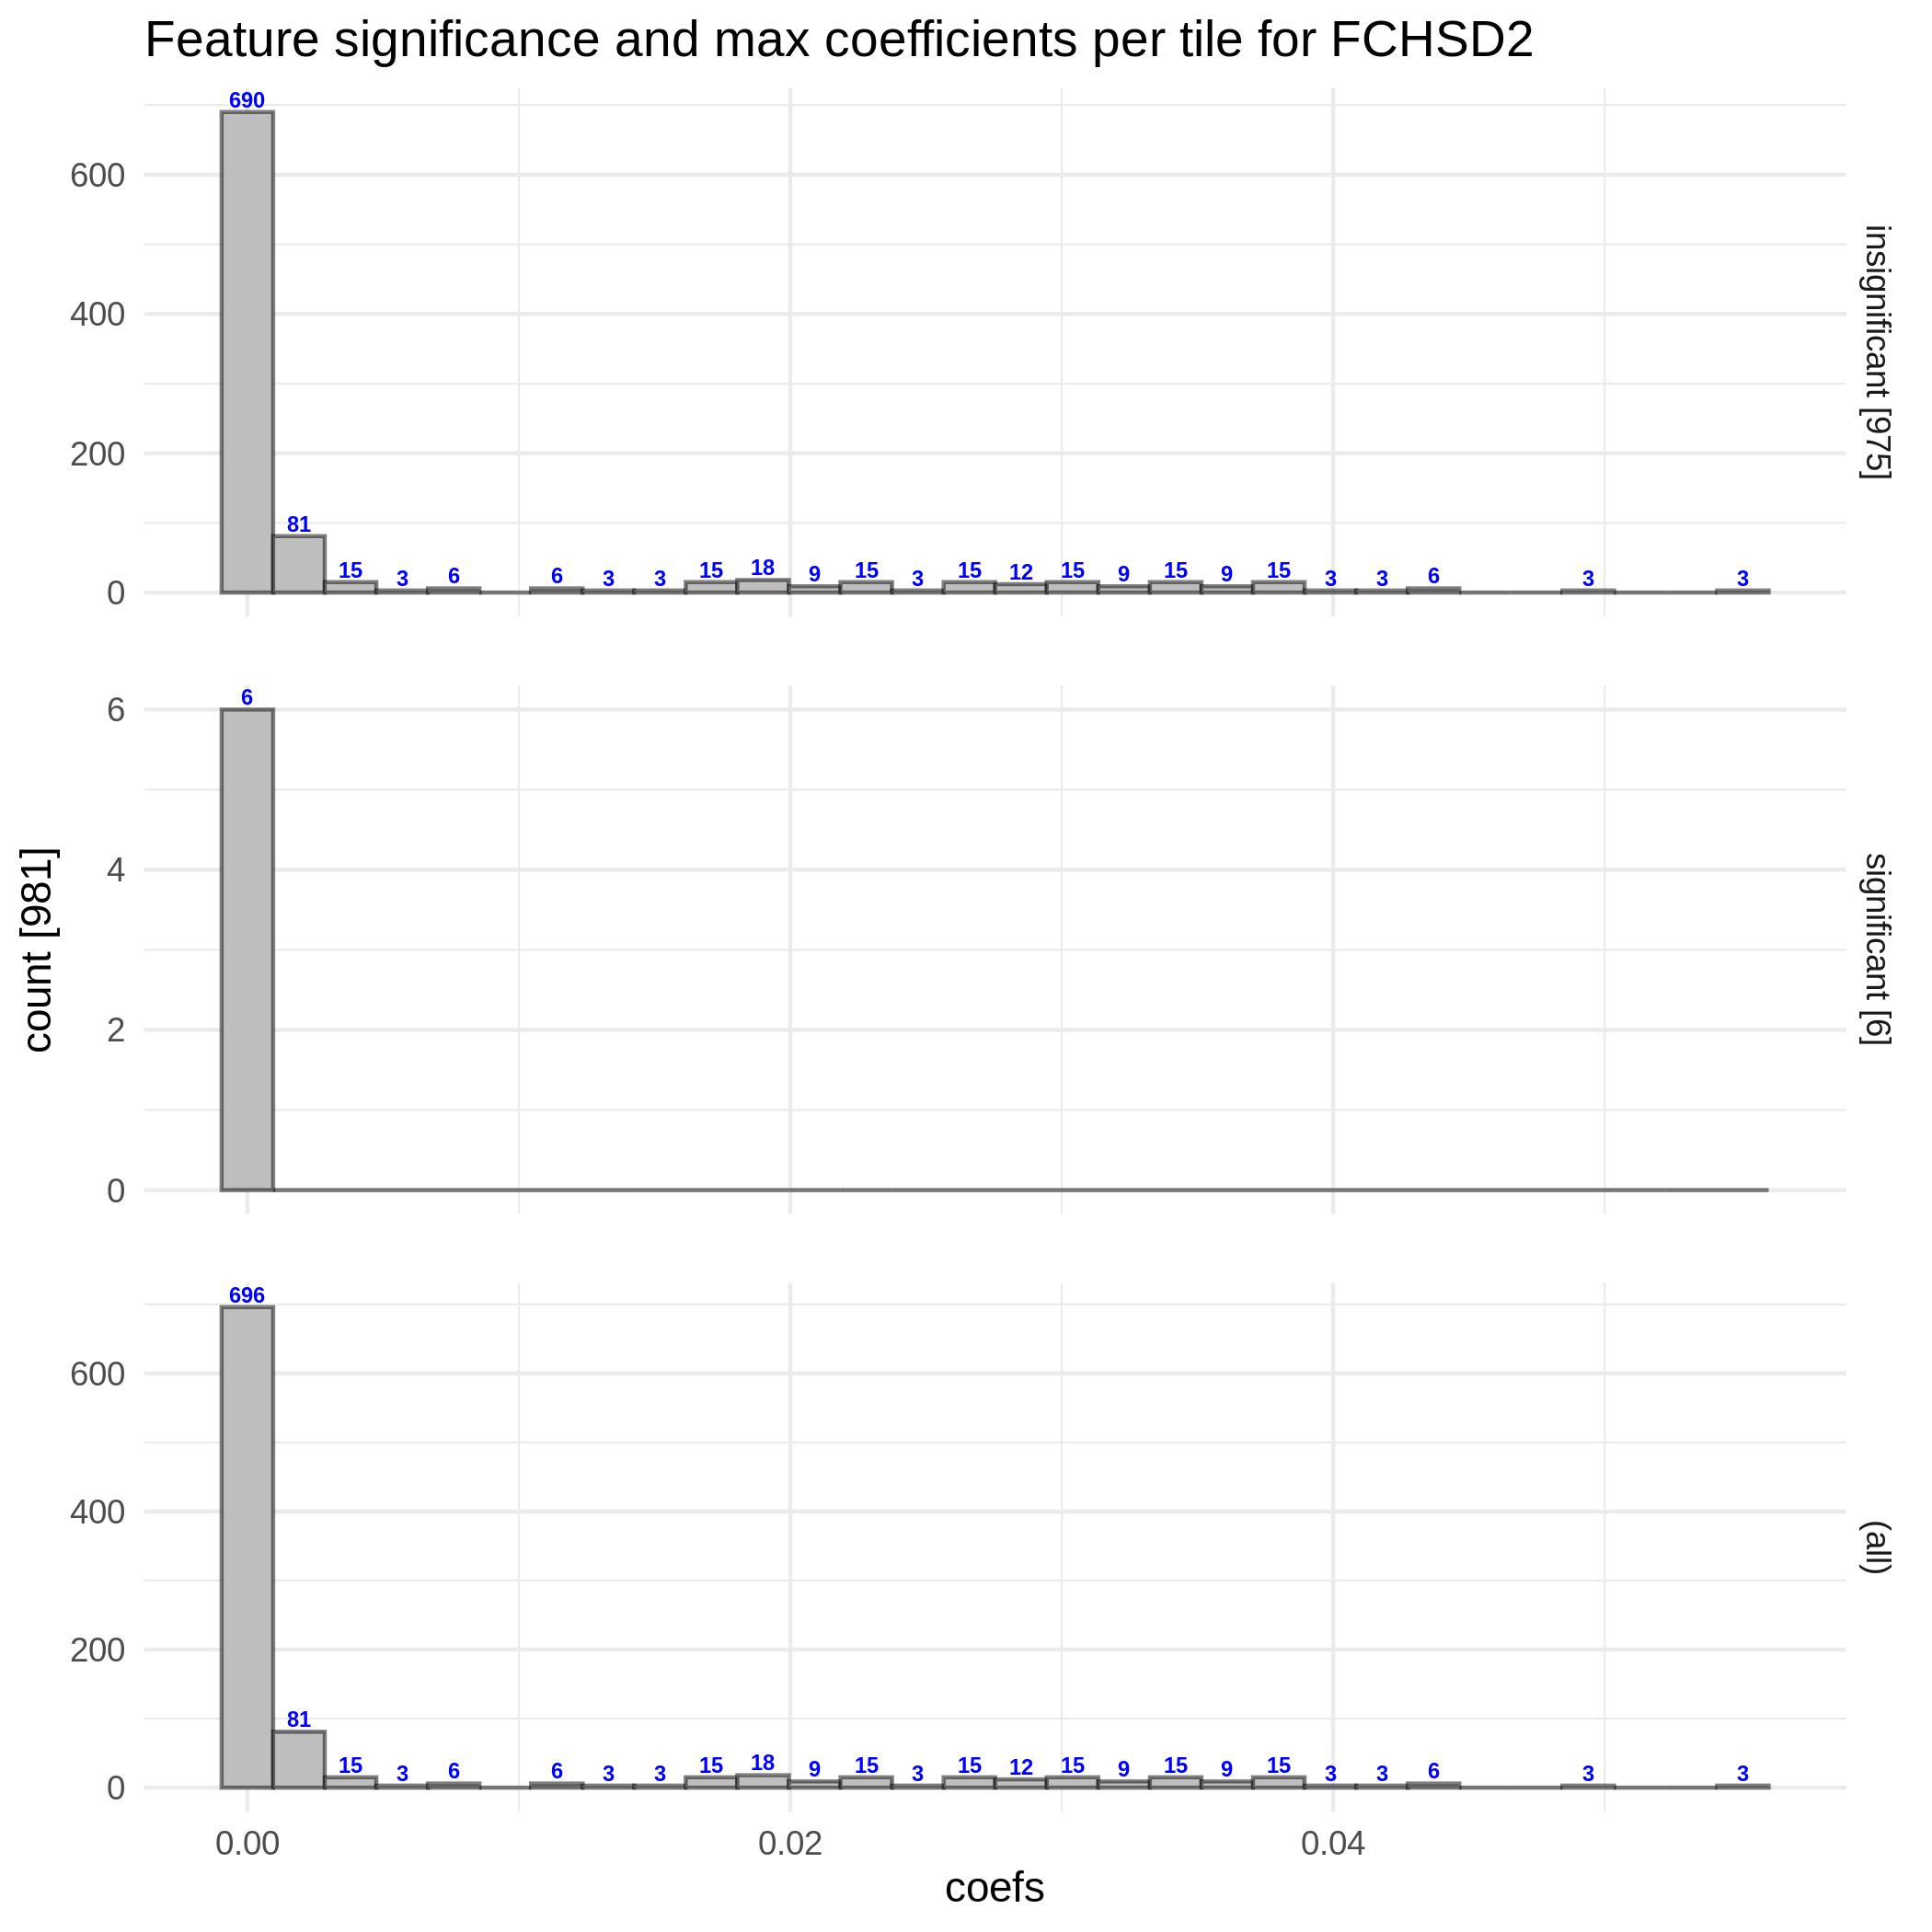 Feature significance and max coefficients per tile for FCHSD2
690
600
400
200
0
81
15 3 6 6 3 3 15 18 9 15 3 15 12 15 9 15 9 15 3 3 6 3 3
insignificant [975]
6
6
4
2
0
significant [6]
count [981]
696
600
400
200
0
81
15 3 6 6 3 3 15 18 9 15 3 15 12 15 9 15 9 15 3 3 6 3 3
(all)
0.00 0.02 0.04
coefs